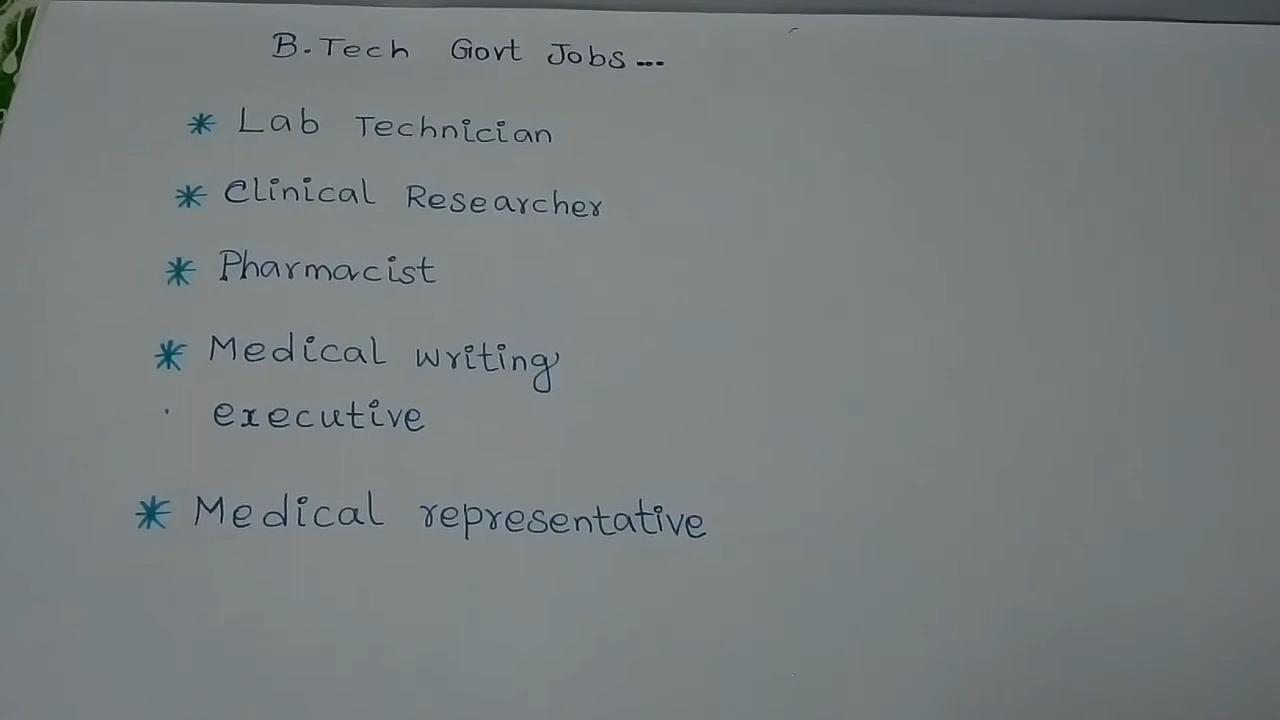 B.Tech Govt Jobs...
* Lab Technician
* Clinical Researcher
* Pharmacist
* Medical writing
executive
* Medical representative